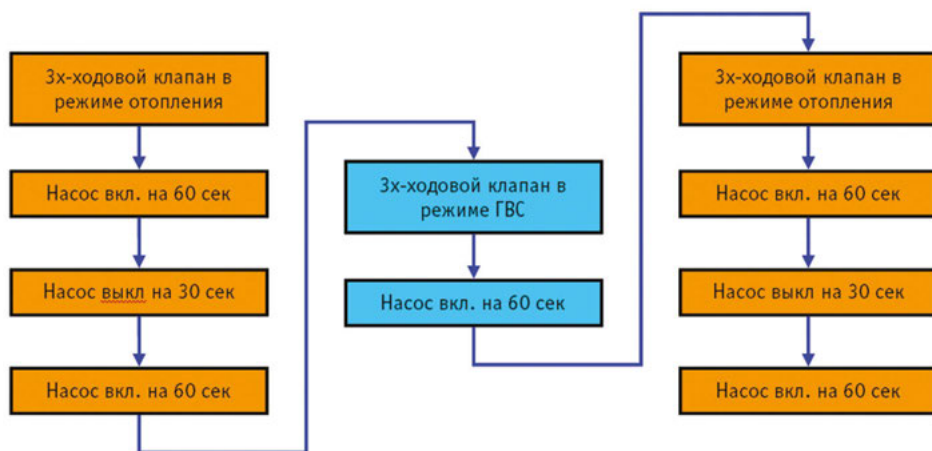 3х-ходовой клапан в
режиме отопления
Насос вкл. на 60 сек
Насос выкл на 30 сек
Насос вкл. на 60 сек
3х-ходовой клапан в
режиме ГВС
Насос вкл. на 60 сек
3х-ходовой клапан в
режиме отопления
Насос вкл. на 60 сек
Насос выкл на 30 сек
Насос вкл. на 60 сек